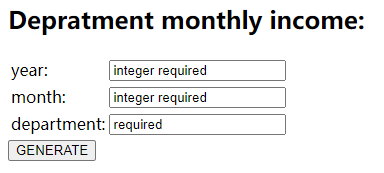 Depratment monthly income:
year: integer required
month: integer required
department: required
GENERATE